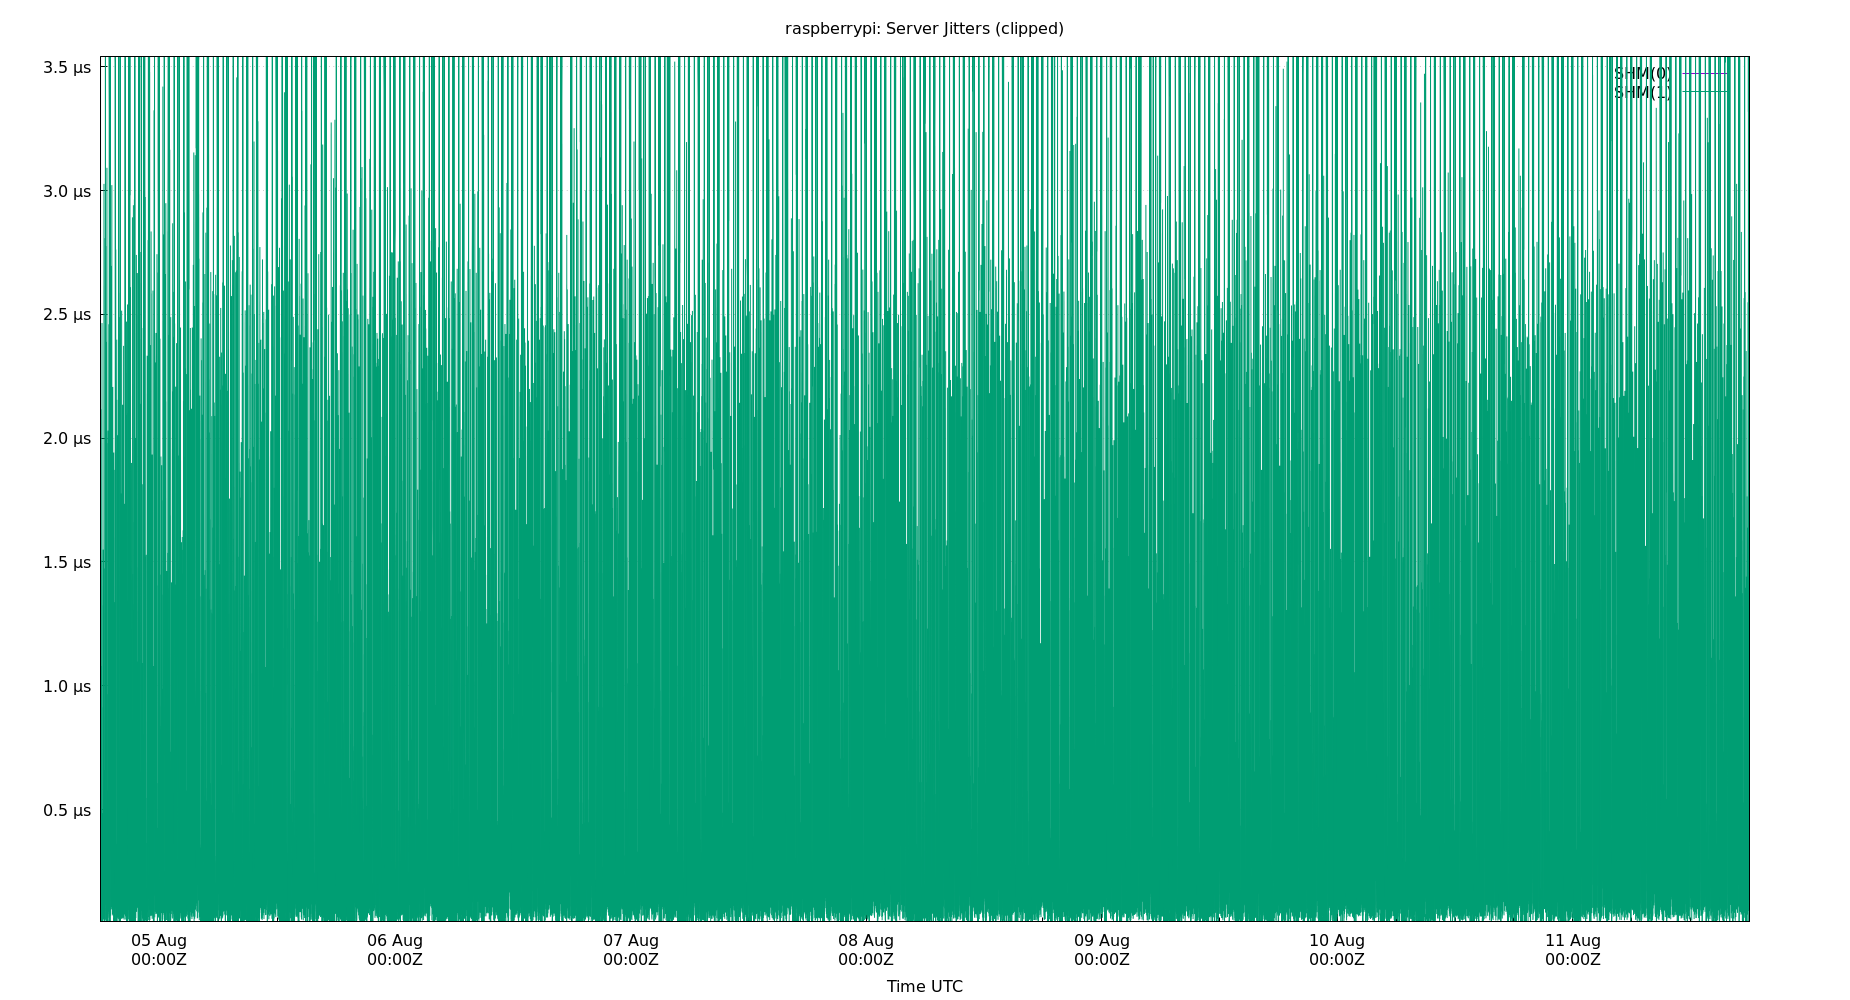 raspberrypi: Server Jitters (clipped)
3.5 μs
SHM(0)
SHM(1)
3.0 μs
2.5 μs
2.0 μs
1.5 μs
1.0 μs
0.5 μs
05 Aug 06 Aug 07 Aug 08 Aug 09 Aug 10 Aug 11 Aug
00:00Z 00:00Z 00:00Z 00:00Z 00:00Z 00:00Z 00:00Z
Time UTC